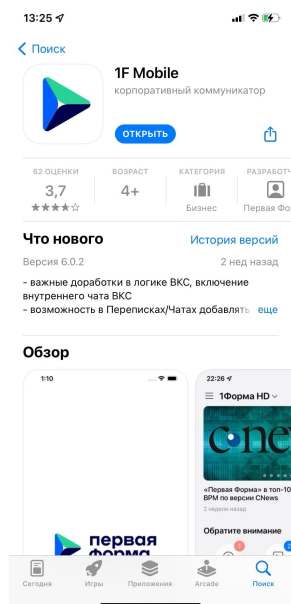 13:25
Поиск
1F Mobile
корпоративный коммуникатор
ОТКРЫТЬ
62 ОЦЕНКИ
ВОЗРАСТ
КАТЕГОРИЯ
РАЗРАБОТЧ
3,7
4+
Бизнес
Первая Фо
Что нового
История версий
Версия 6.0.2
2 нед назад
- важные доработки в логике ВКС, включение
внутреннего чата ВКС
- возможность в Переписках/Чатах добавлять
ещё
Обзор
1:10
22:26
1Форма HD
cnew
«Первая Форма» в топ-10
BPM по версии CNews
2 недели назад
Обратите внимание
первая
форма
Сегодня
Игры
Приложения
Arcade
Поиск